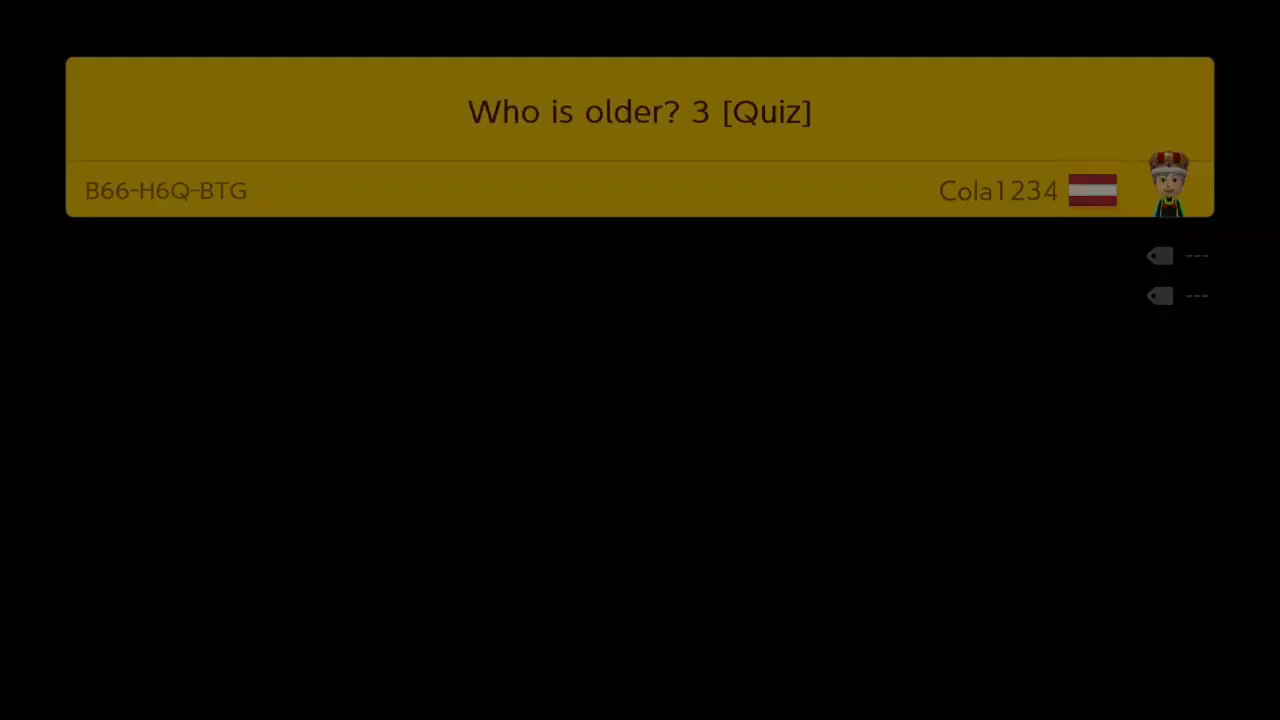 Who is older? 3 [Quiz]
B66-H6Q-BTG
Cola1234
---
---